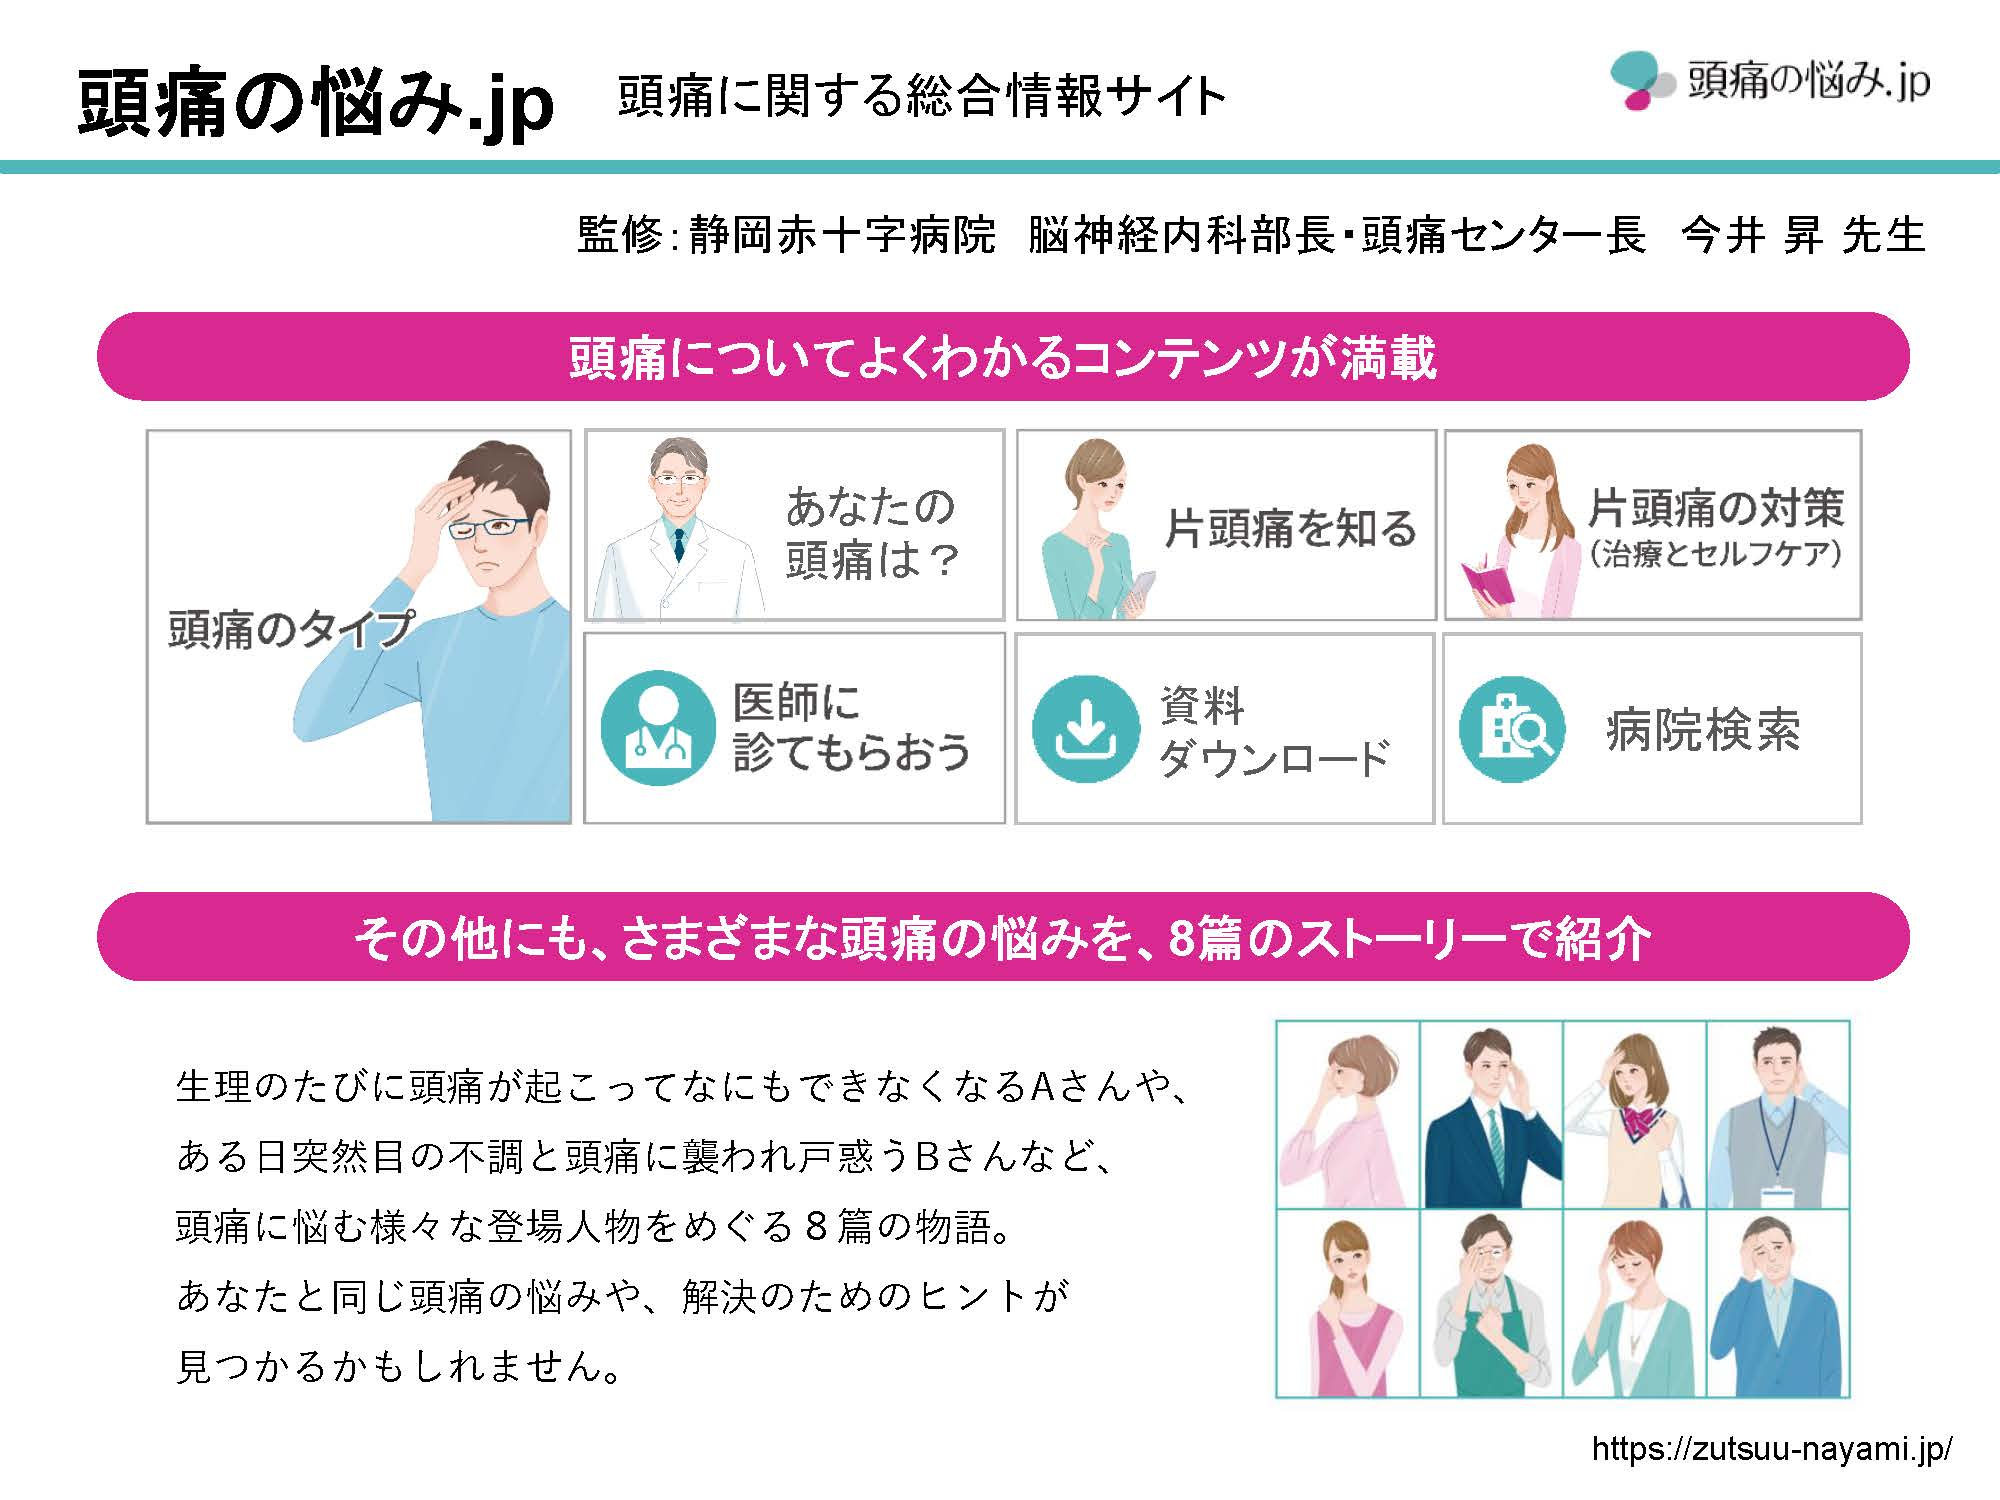 頭痛の悩み.jp 頭痛に関する総合情報サイト
頭痛の悩み.jp
監修：静岡赤十字病院　脳神経内科部長・頭痛センター長　今井 昇 先生
頭痛についてよくわかるコンテンツが満載
頭痛のタイプ
あなたの
頭痛は？
片頭痛を知る
片頭痛の対策
（治療とセルフケア）
医師に
診てもらおう
資料
ダウンロード
病院検索
その他にも、さまざまな頭痛の悩みを、8篇のストーリーで紹介
生理のたびに頭痛が起こってなにもできなくなるAさんや、
ある日突然目の不調と頭痛に襲われ戸惑うBさんなど、
頭痛に悩む様々な登場人物をめぐる８篇の物語。
あなたと同じ頭痛の悩みや、解決のためのヒントが
見つかるかもしれません。
https://zutsuu-nayami.jp/